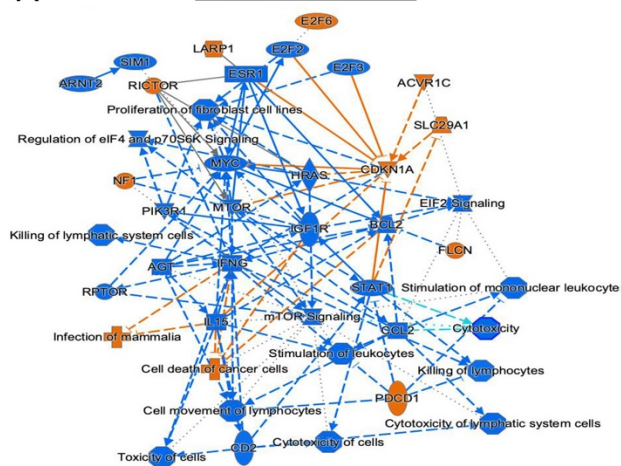 E2F6
LARP1
E2F2
SIM1
E2F3
ESR1
ARNT2
RICTOR
ACVR1C
Proliferation of fibroblast cell lines
SLC29A1
Regulation of eIF4 and p70S6K Signaling
MYC
CDKN1A
HRAS
NF1
PIK3R1
MTOR
EIF2 Signaling
IGF1R
BCL2
Killing of lymphatic system cells
FLCN
AGT
IFNG
RPTOR
STAT1
Stimulation of mononuclear leukocyte
IL15
mTOR Signaling
CCL2
Cytotoxicity
Infection of mammalia
Stimulation of leukocytes
Cell death of cancer cells
Killing of lymphocytes
PDCD1
Cell movement of lymphocytes
Cytotoxicity of lymphatic system cells
CD2
Cytotoxicity of cells
Toxicity of cells